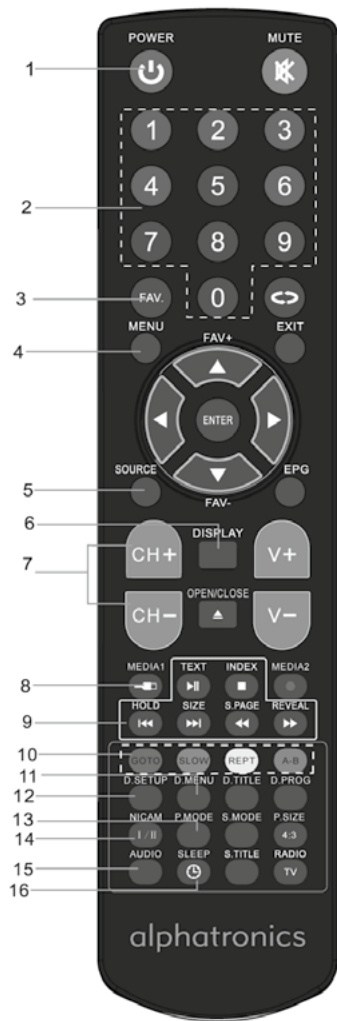 POWER MUTE
1
1 2 3
4 5 6
2
7 8 9
3 FAV. 0
MENU EXIT
4 FAV+
ENTER
SOURCE EPG
5
FAV-
6
DISPLAY
7 CH+ V+
OPEN/CLOSE
CH- V-
MEDIA1 TEXT INDEX MEDIA2
8
HOLD SIZE S.PAGE REVEAL
9
10 GOTO SLOW REPT A-B
11
D.SETUP D.MENU D.TITLE D.PROG
12
13 NICAM P.MODE S.MODE P.SIZE
14 I/II 4:3
AUDIO SLEEP S.TITLE RADIO
15 TV
16
alphatronics